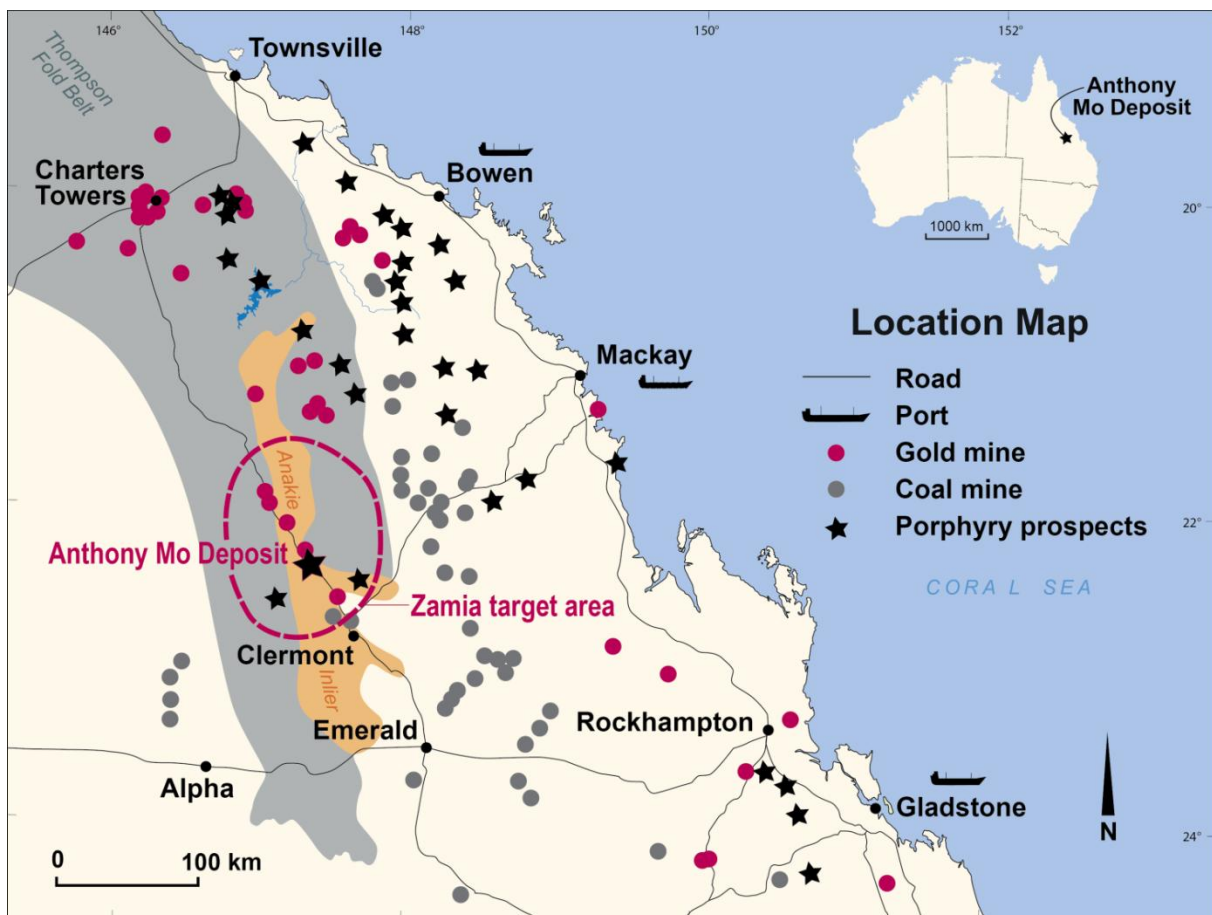 146°
148°
150°
152°
Thompson
Fold Belt
Townsville
Anthony
Mo Deposit
Charters
Towers
Bowen
20°
1000 km
Location Map
Mackay
Road
Port
Gold mine
Coal mine
Porphyry prospects
Anakie
22°
Anthony Mo Deposit
CORA L SEA
Zamia target area
Clermont
Inlier
Rockhampton
Emerald
Alpha
Gladstone
N
24°
0 100 km